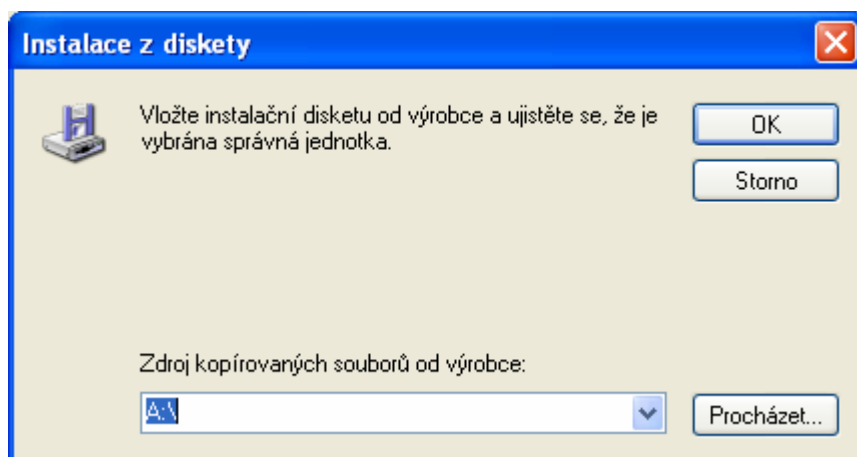 Instalace z diskety
Vložte instalační disketu od výrobce a ujistěte se, že je
vybrána správná jednotka.
OK
Storno
Zdroj kopírovaných souborů od výrobce:
A:\
Procházet...